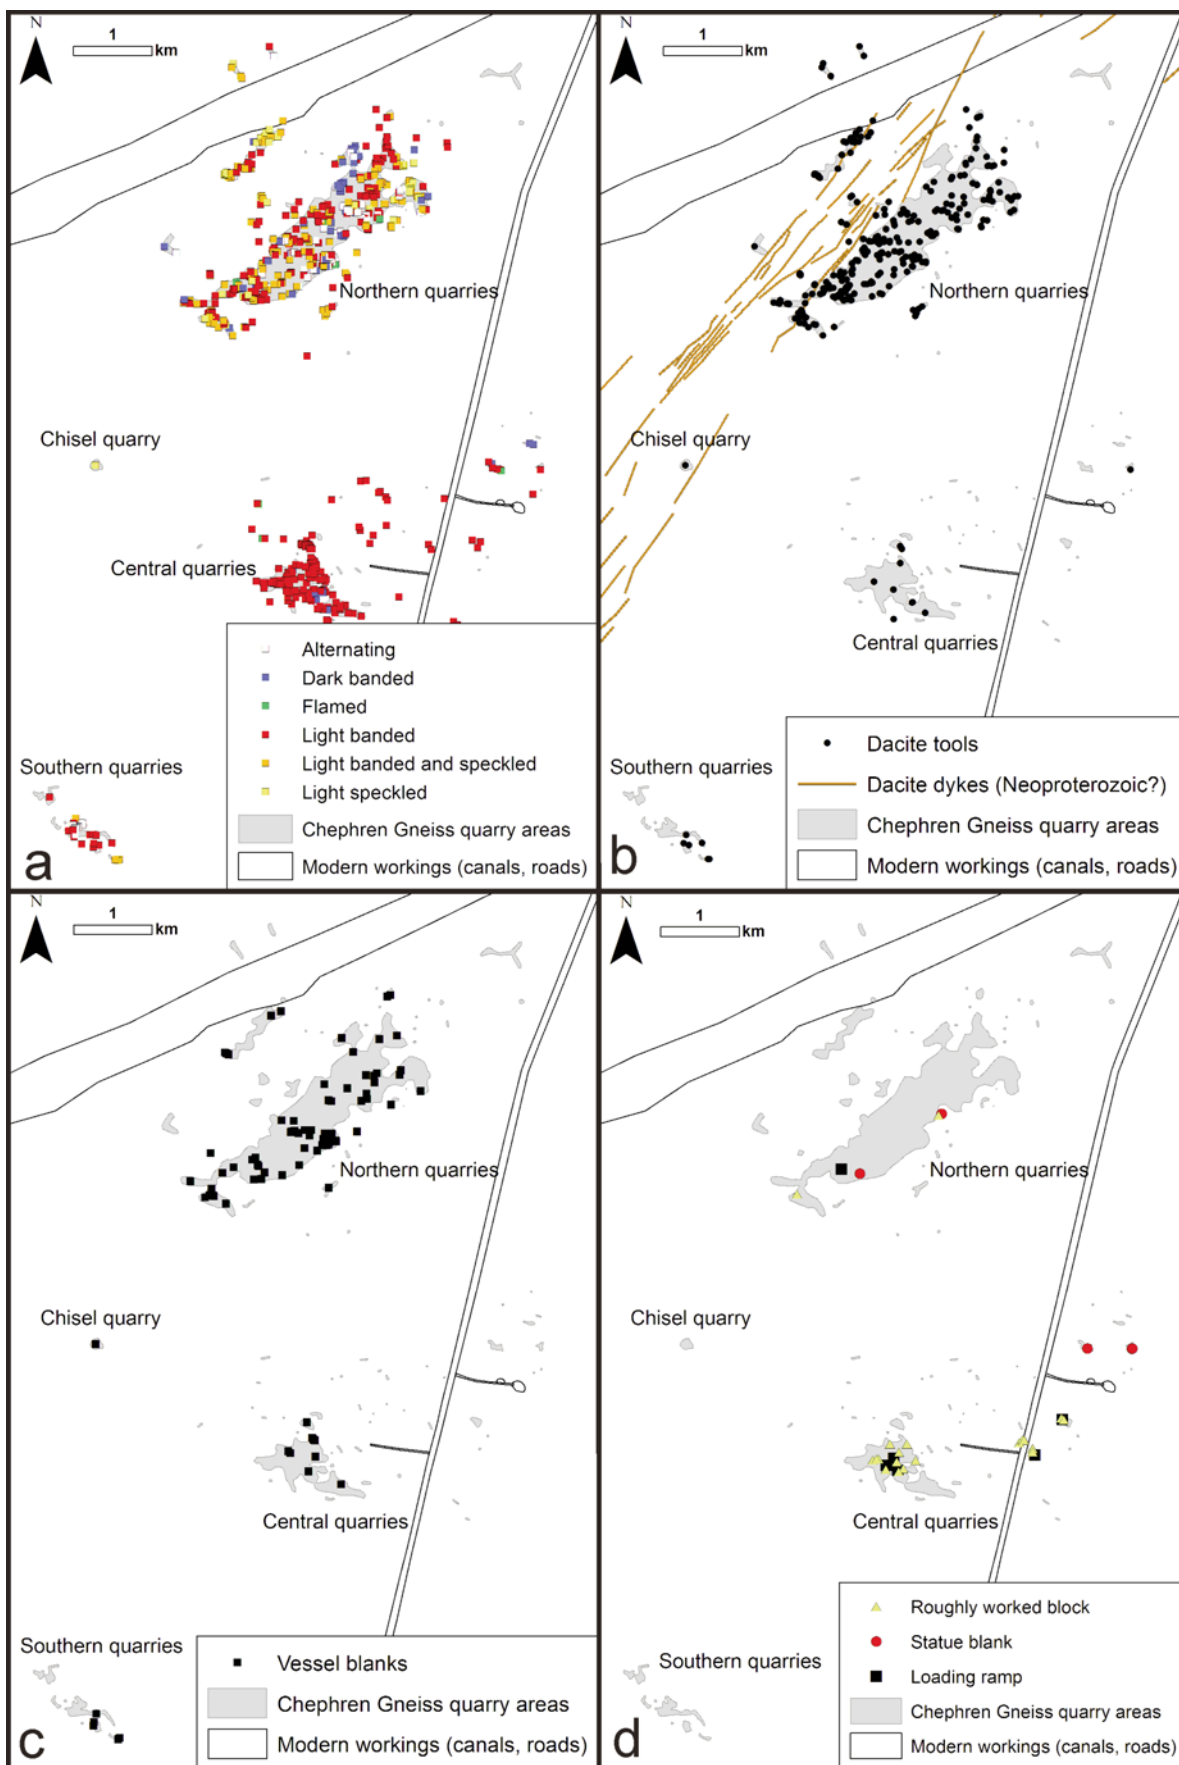 N
1
km
Northern quarries
Chisel quarry
Central quarries
Southern quarries
Alternating
Dark banded
Flamed
Light banded
Light banded and speckled
Light speckled
Chephren Gneiss quarry areas
Modern workings (canals, roads)
a
N
1
km
Northern quarries
Chisel quarry
Central quarries
Southern quarries
Dacite tools
Dacite dykes (Neoproterozoic?)
Chephren Gneiss quarry areas
Modern workings (canals, roads)
b
N
1
km
Northern quarries
Chisel quarry
Central quarries
Southern quarries
Vessel blanks
Chephren Gneiss quarry areas
Modern workings (canals, roads)
c
N
1
km
Northern quarries
Chisel quarry
Central quarries
Southern quarries
Roughly worked block
Statue blank
Loading ramp
Chephren Gneiss quarry areas
Modern workings (canals, roads)
d